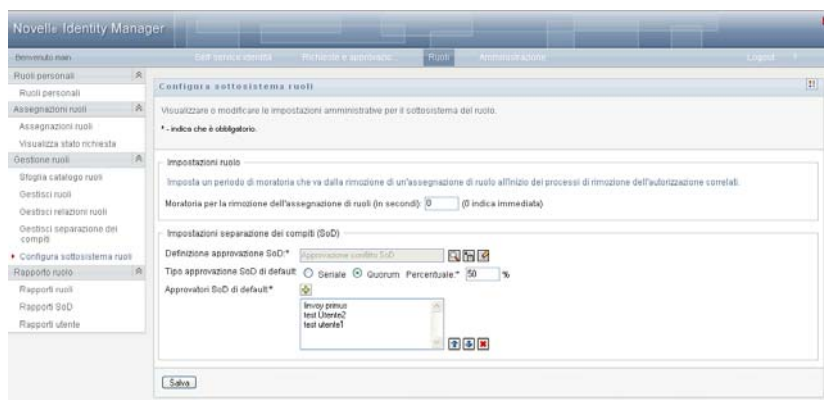 Novell® Identity Manager
Benvenuto main
Self-service identità
Richieste e approvazio...
Ruoli
Amministrazione
Logout
?
Ruoli personali
Ruoli personali
Assegnazioni ruoli
Assegnazioni ruoli
Visualizza stato richiesta
Gestione ruoli
Sfoglia catalogo ruoli
Gestisci ruoli
Gestisci relazioni ruoli
Gestisci separazione dei
compiti
Configura sottosistema ruoli
Rapporto ruolo
Rapporti ruoli
Rapporti SoD
Rapporti utente
Configura sottosistema ruoli
Visualizzare o modificare le impostazioni amministrative per il sottosistema del ruolo.
* - indica che è obbligatorio.
Impostazioni ruolo
Imposta un periodo di moratoria che va dalla rimozione di un'assegnazione di ruolo all'inizio dei processi di rimozione dell'autorizzazione correlati.
Moratoria per la rimozione dell'assegnazione di ruoli (in secondi): 0 (0 indica immediata)
Impostazioni separazione dei compiti (SoD)
Definizione approvazione SoD:* Approvazione conflitto SoD
Tipo approvazione SoD di default: Seriale Quorum Percentuale:* 50 %
Approvatori SoD di default:*
linvoy primus
test Utente2
test utente1
Salva